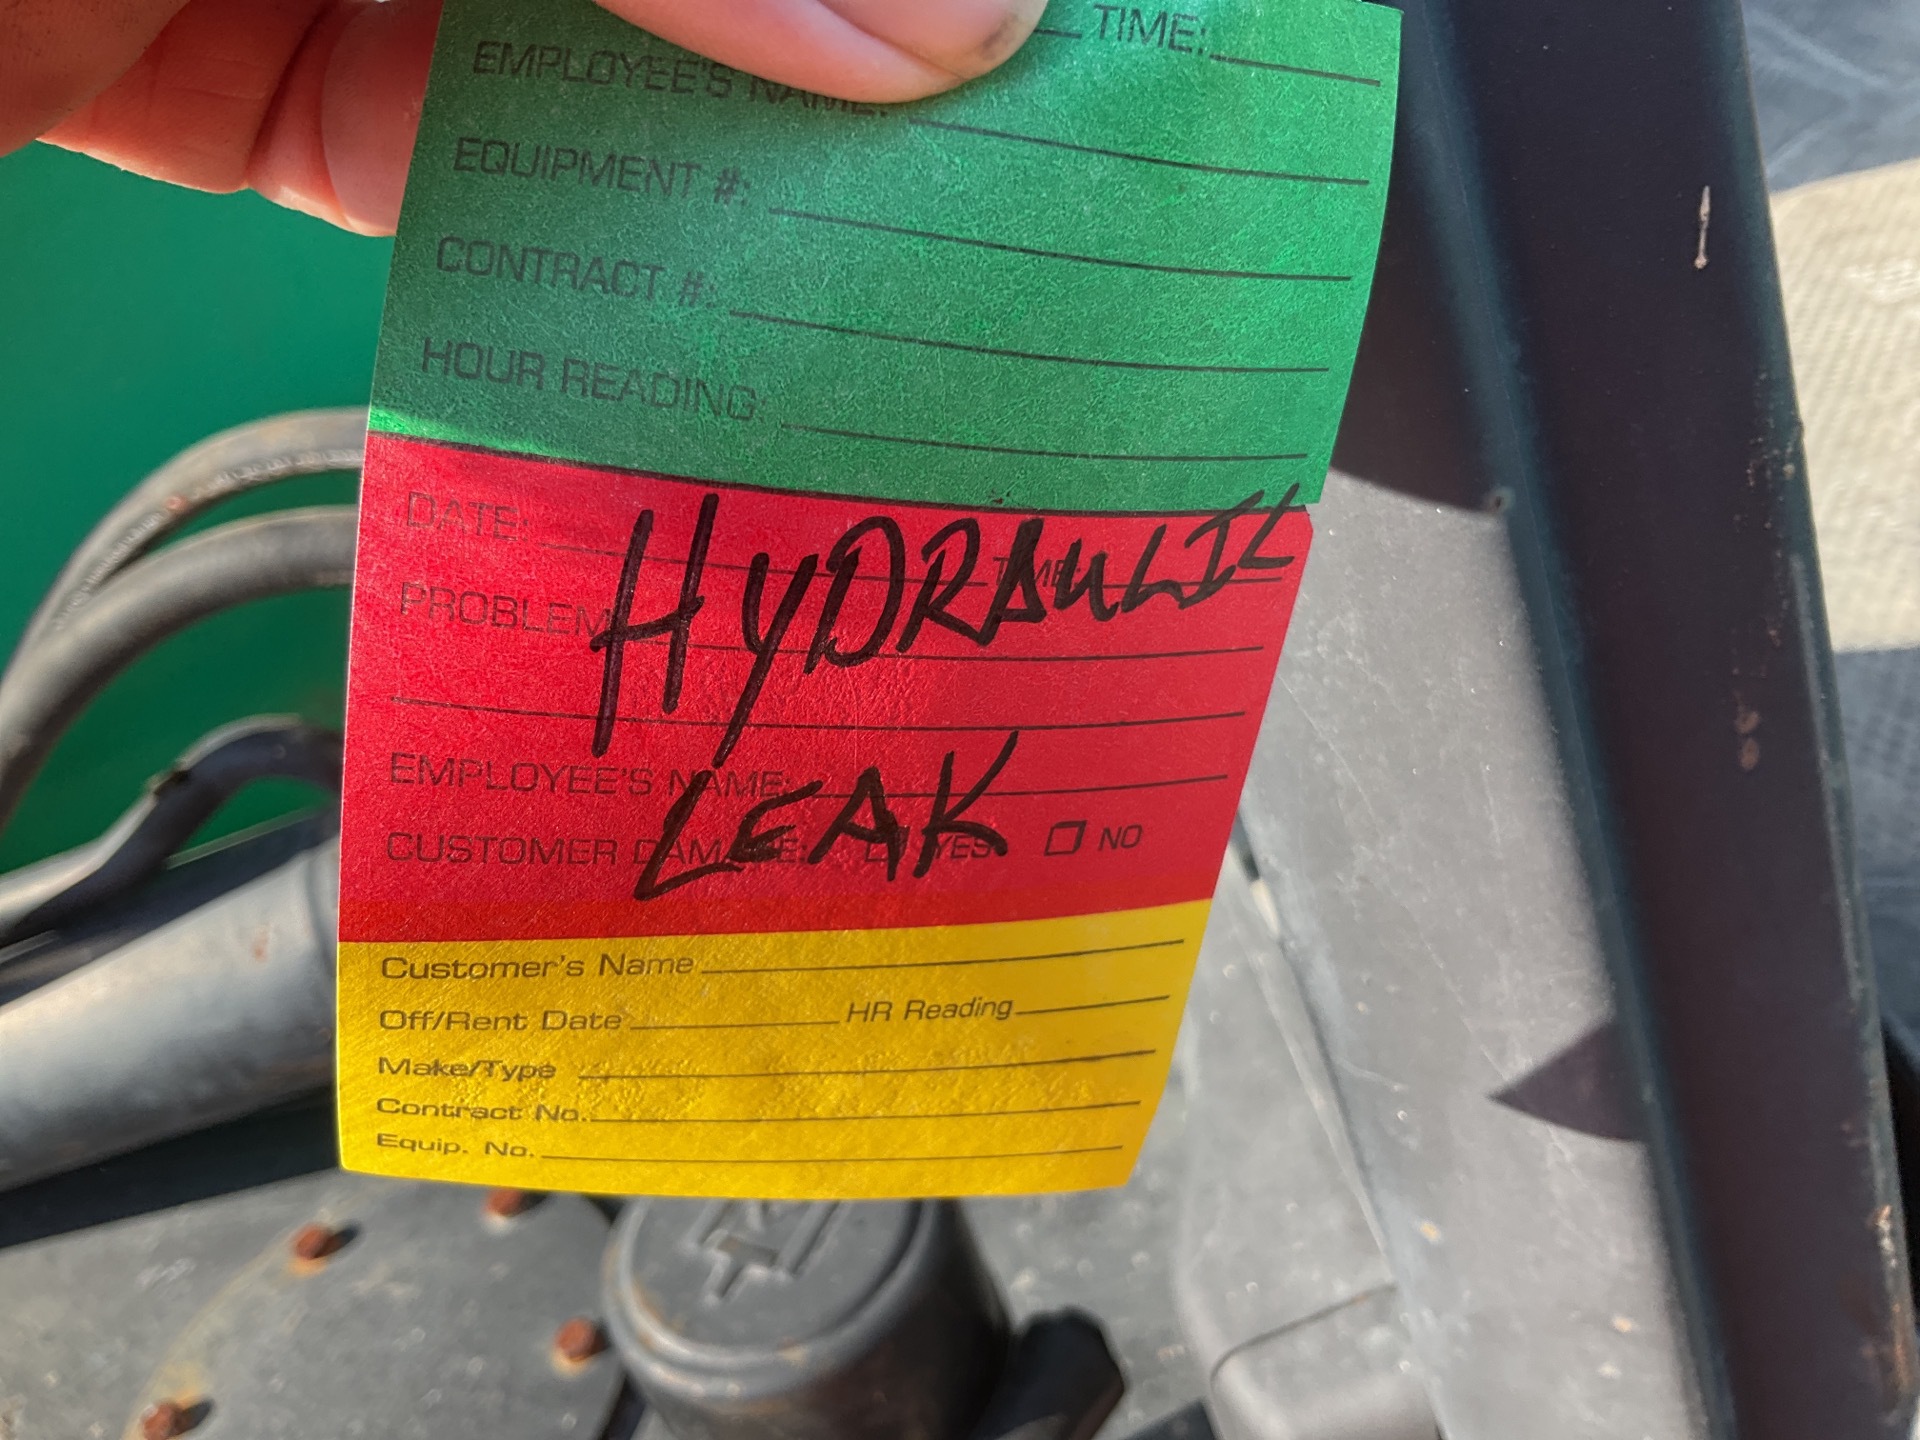 TIME:
EMPLOYEE'S NAME:
EQUIPMENT #:
CONTRACT #:
HOUR READING:
DATE: TIME
PROBLEM HYDRAULIC
EMPLOYEE'S NAME:
LEAK
CUSTOMER DAMAGE: YES NO
Customer's Name
Off/Rent Date HR Reading
Make/Type
Contract No.
Equip. No.